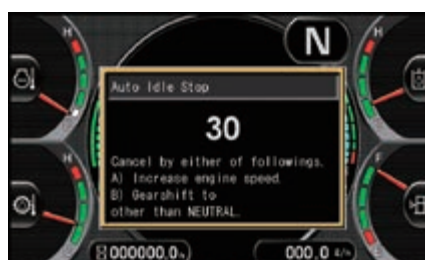 H
N
H
Auto Idle Stop
30
Cancel by either of followings.
A) Increase engine speed.
B) Gearshift to
other than NEUTRAL.
H
F
E
000000.0h
000.0